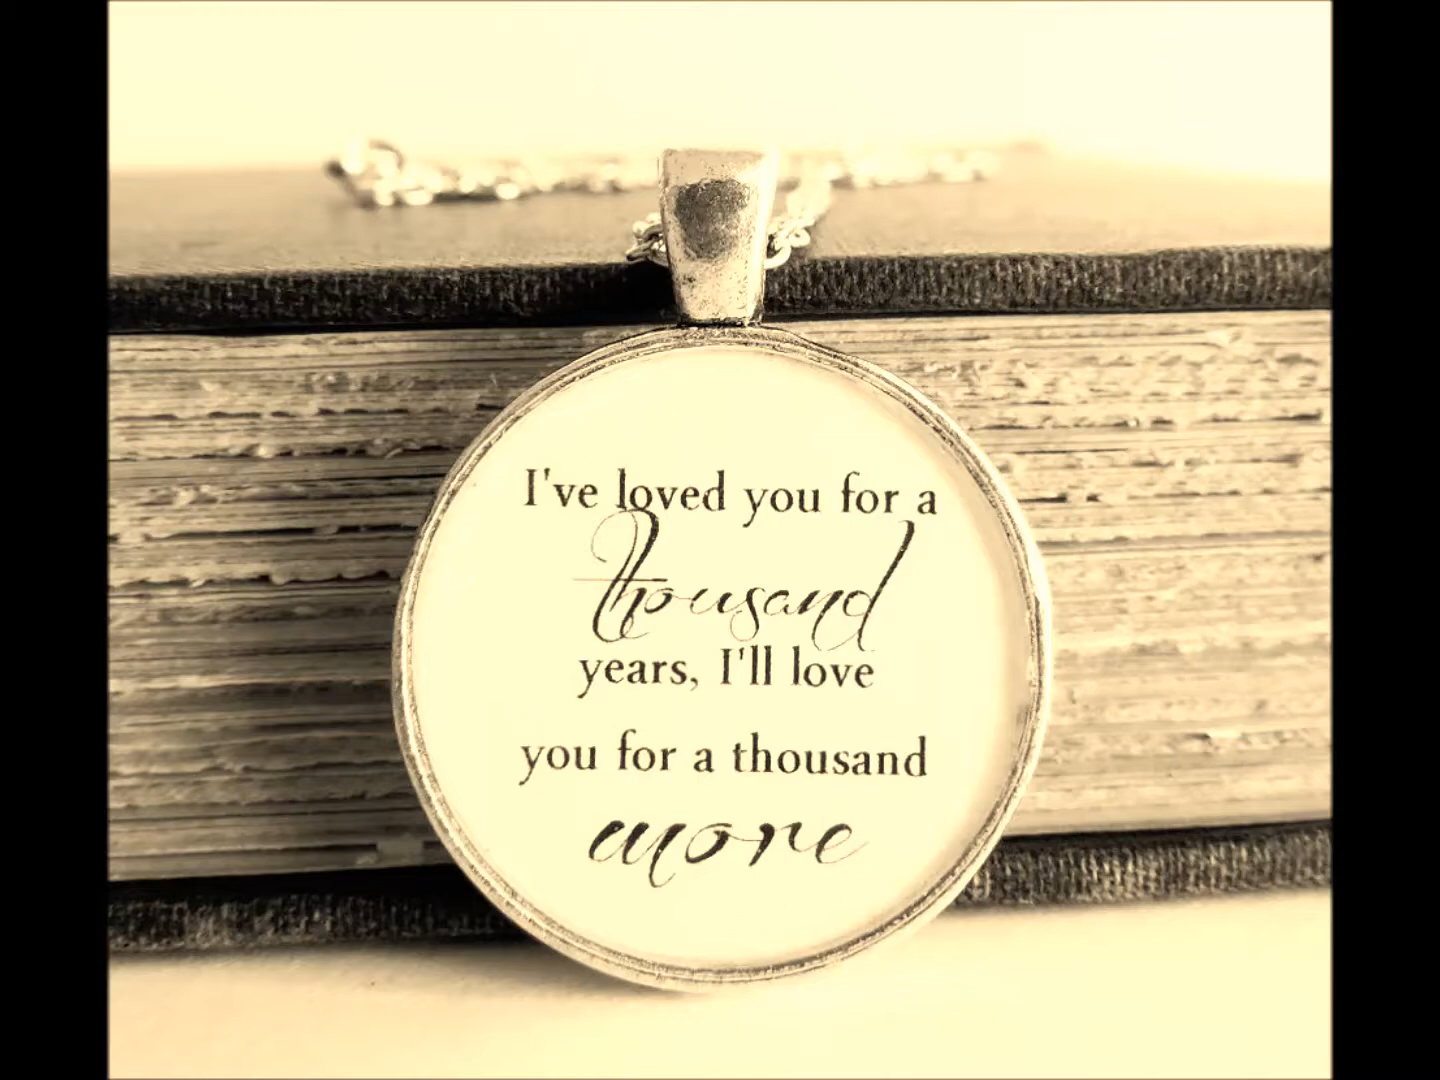 I've loved you for a
thousand
years, I'll love
you for a thousand
more